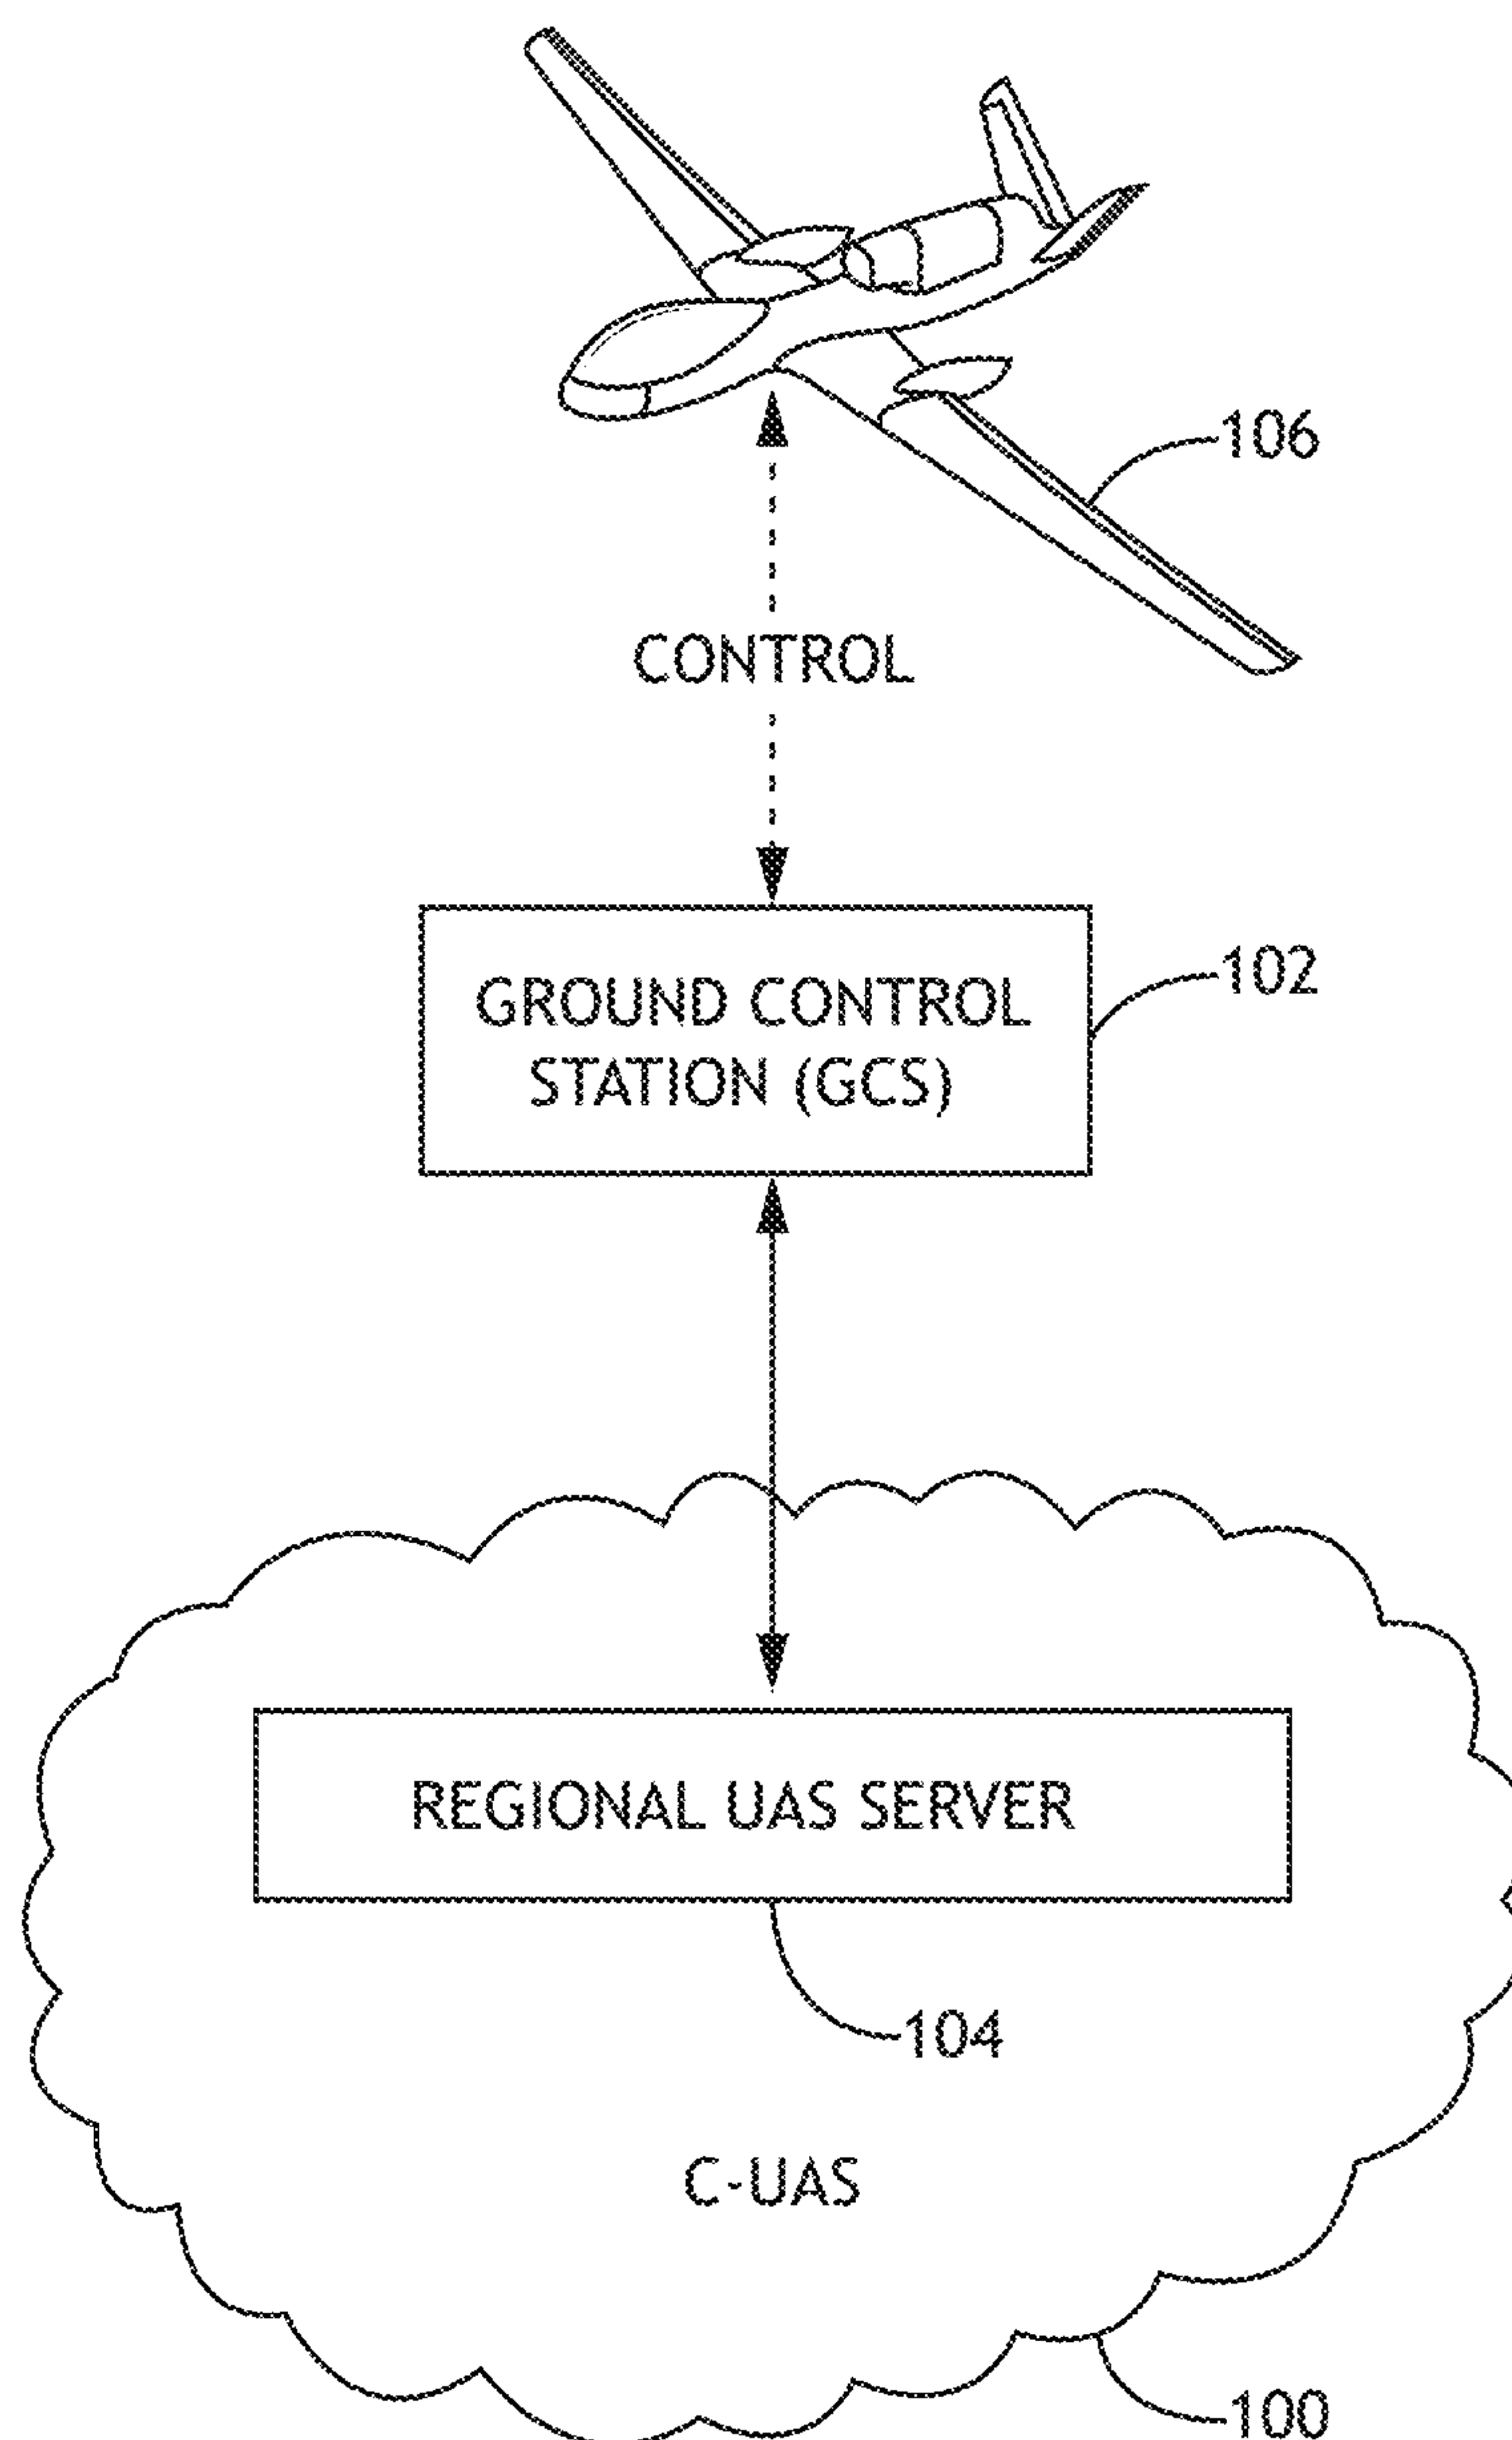 106
CONTROL
102
GROUND CONTROL
STATION (GCS)
REGIONAL UAS SERVER
104
C-UAS
100